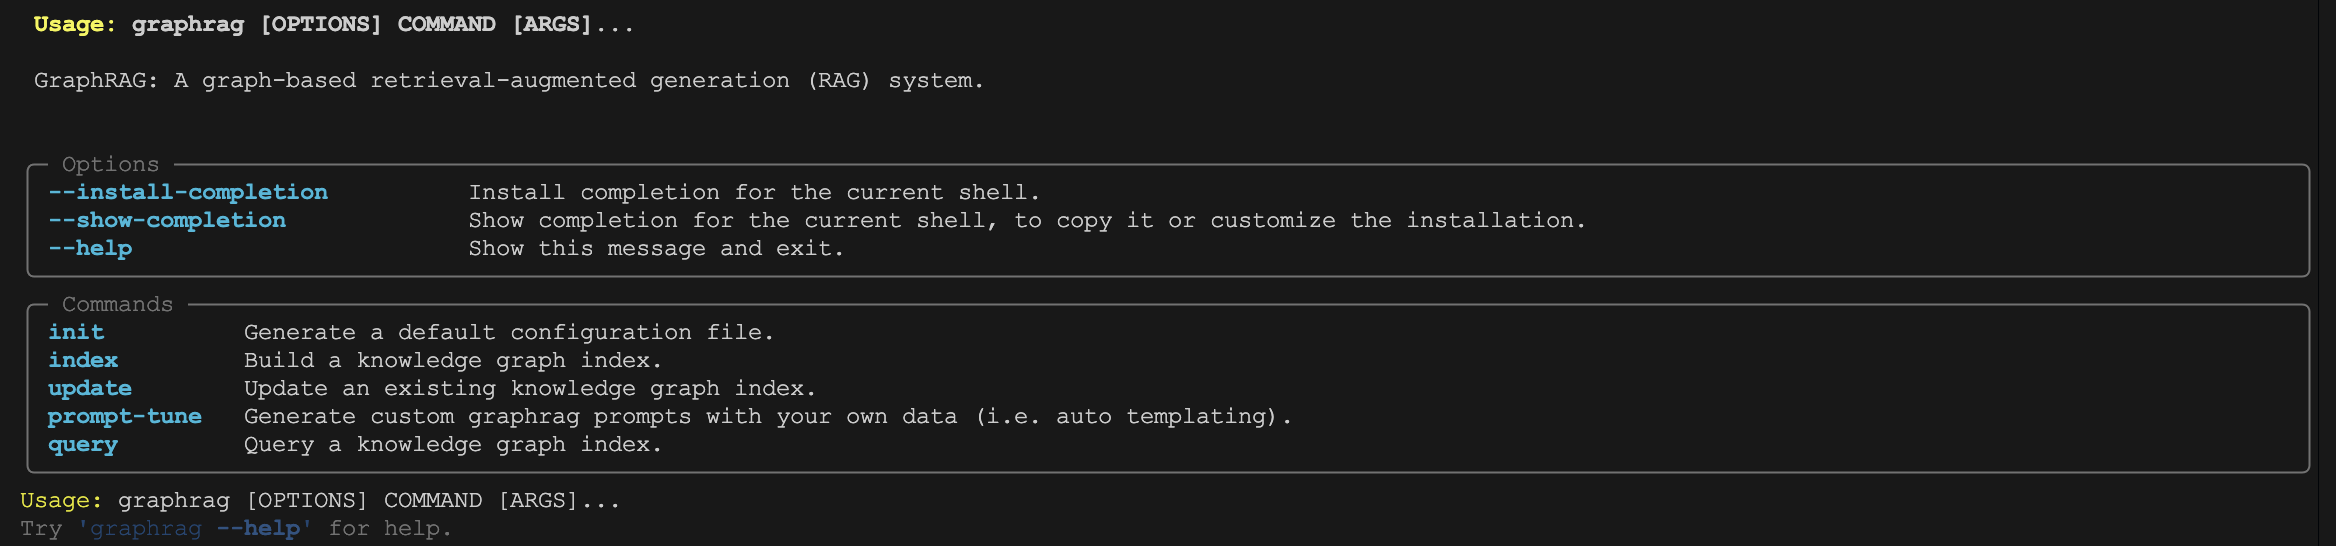 Usage: graphrag [OPTIONS] COMMAND [ARGS]...
GraphRAG: A graph-based retrieval-augmented generation (RAG) system.
Options
--install-completion Install completion for the current shell.
--show-completion Show completion for the current shell, to copy it or customize the installation.
--help Show this message and exit.
Commands
init Generate a default configuration file.
index Build a knowledge graph index.
update Update an existing knowledge graph index.
prompt-tune Generate custom graphrag prompts with your own data (i.e. auto templating).
query Query a knowledge graph index.
Usage: graphrag [OPTIONS] COMMAND [ARGS]...
Try 'graphrag --help' for help.